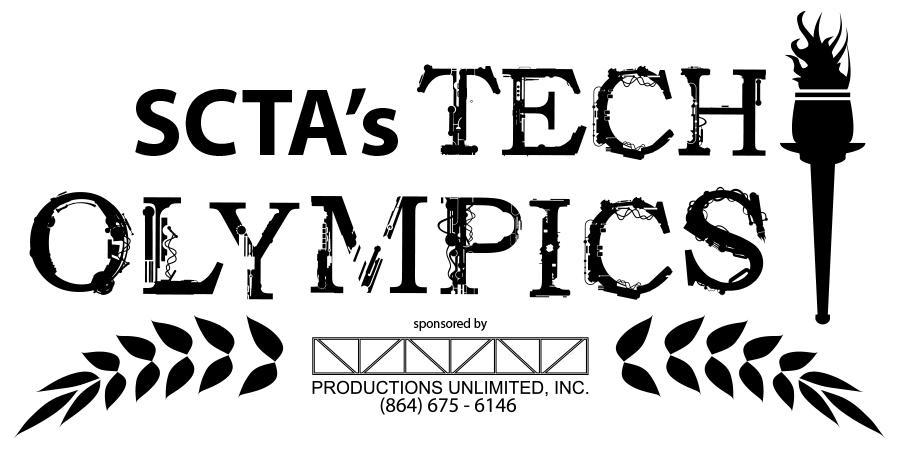 SCTA's TECH
OLYMPICS
sponsored by
PRODUCTIONS UNLIMITED, INC.
(864) 675 - 6146